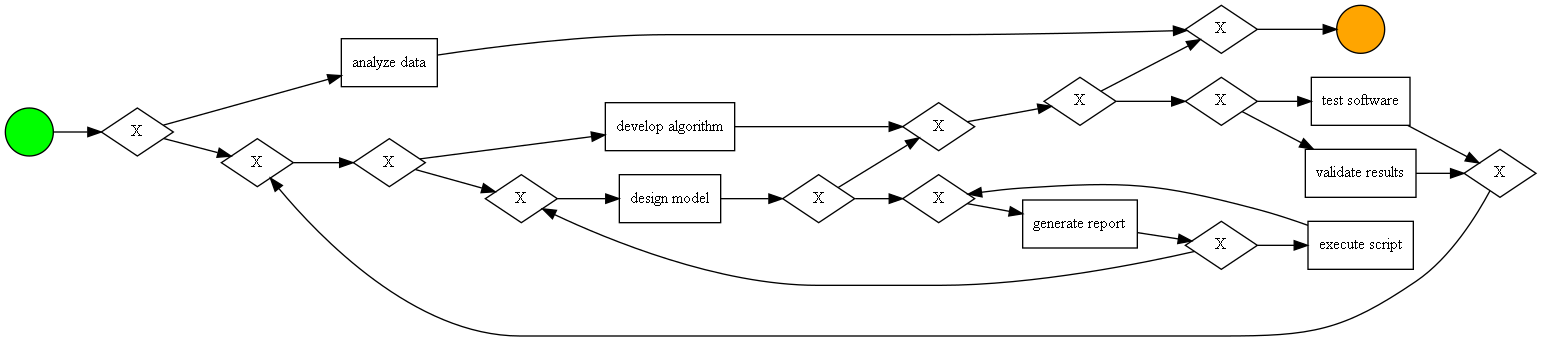 X
analyze data
X
X
X
develop algorithm
X
X
test software
X
X
design model
X
X
validate results
X
generate report
X
execute script